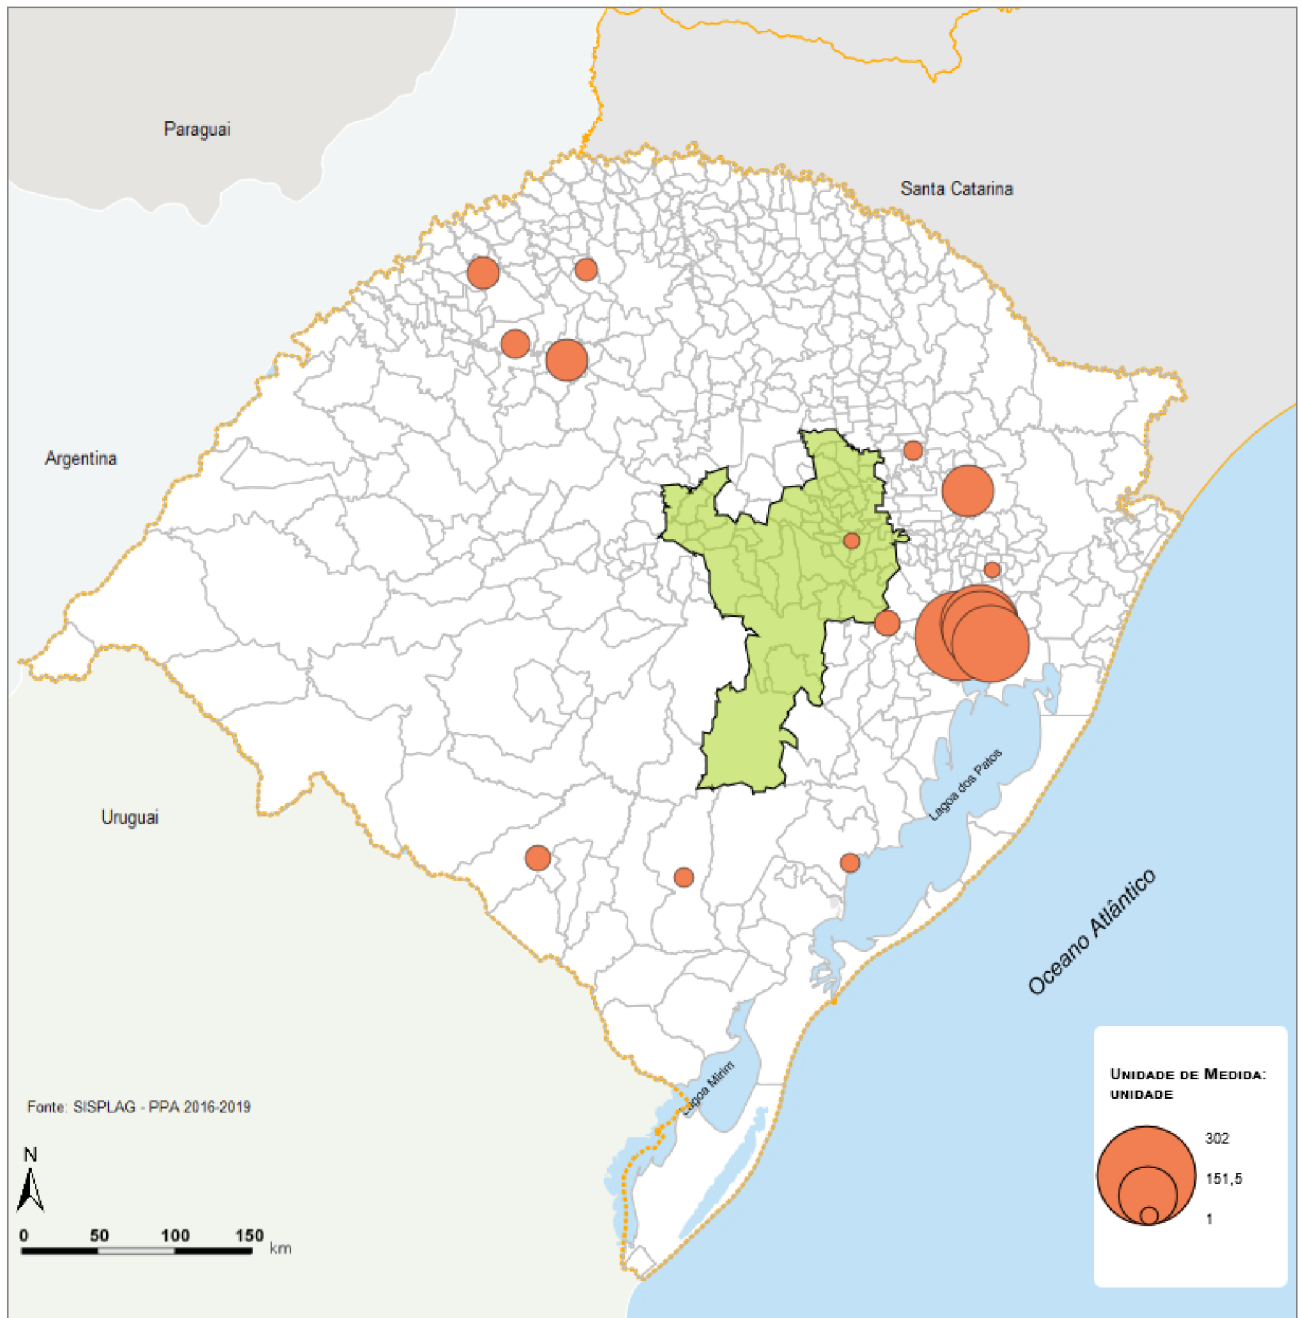 Paraguai
Santa Catarina
Argentina
Lagoa dos Patos
Uruguai
Oceano Atlântico
Lagoa Mirim
Fonte: SISPLAG - PPA 2016-2019
N
0 50 100 150
km
UNIDADE DE MEDIDA:
UNIDADE
302
151,5
1